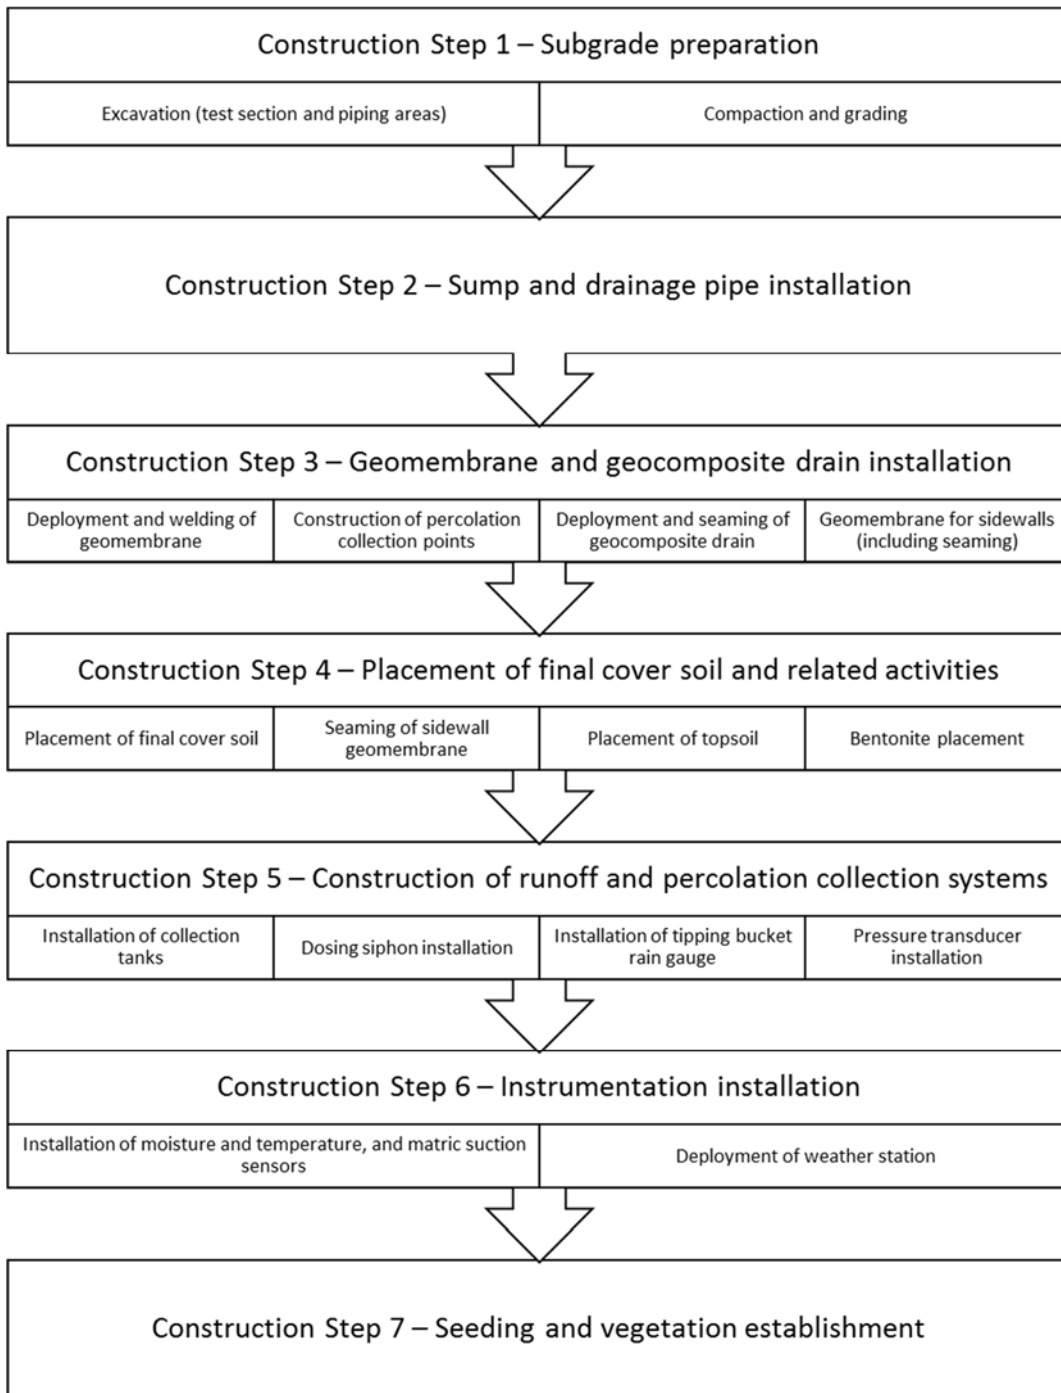 Construction Step 1 – Subgrade preparation
Excavation (test section and piping areas)
Compaction and grading
Construction Step 2 – Sump and drainage pipe installation
Construction Step 3 – Geomembrane and geocomposite drain installation
Deployment and welding of
geomembrane
Construction of percolation
collection points
Deployment and seaming of
geocomposite drain
Geomembrane for sidewalls
(including seaming)
Construction Step 4 – Placement of final cover soil and related activities
Placement of final cover soil
Seaming of sidewall
geomembrane
Placement of topsoil
Bentonite placement
Construction Step 5 – Construction of runoff and percolation collection systems
Installation of collection
tanks
Dosing siphon installation
Installation of tipping bucket
rain gauge
Pressure transducer
installation
Construction Step 6 – Instrumentation installation
Installation of moisture and temperature, and matric suction
sensors
Deployment of weather station
Construction Step 7 – Seeding and vegetation establishment